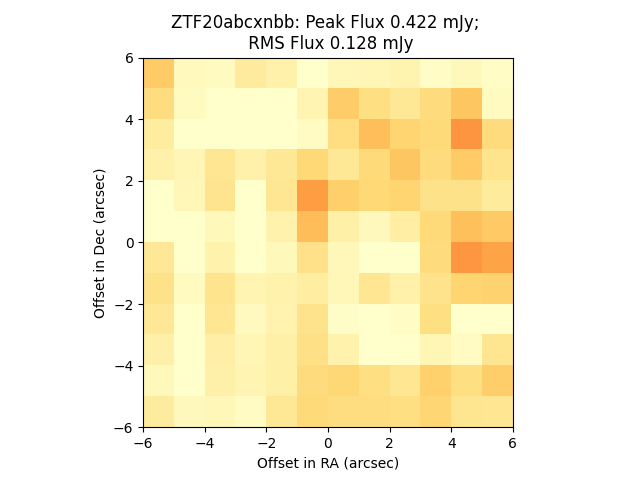 ZTF20abcxnbb: Peak Flux 0.422 mJy;
RMS Flux 0.128 mJy
6
4
2
0
−2
−4
−6
Offset in Dec (arcsec)
−6 −4 −2 0 2 4 6
Offset in RA (arcsec)